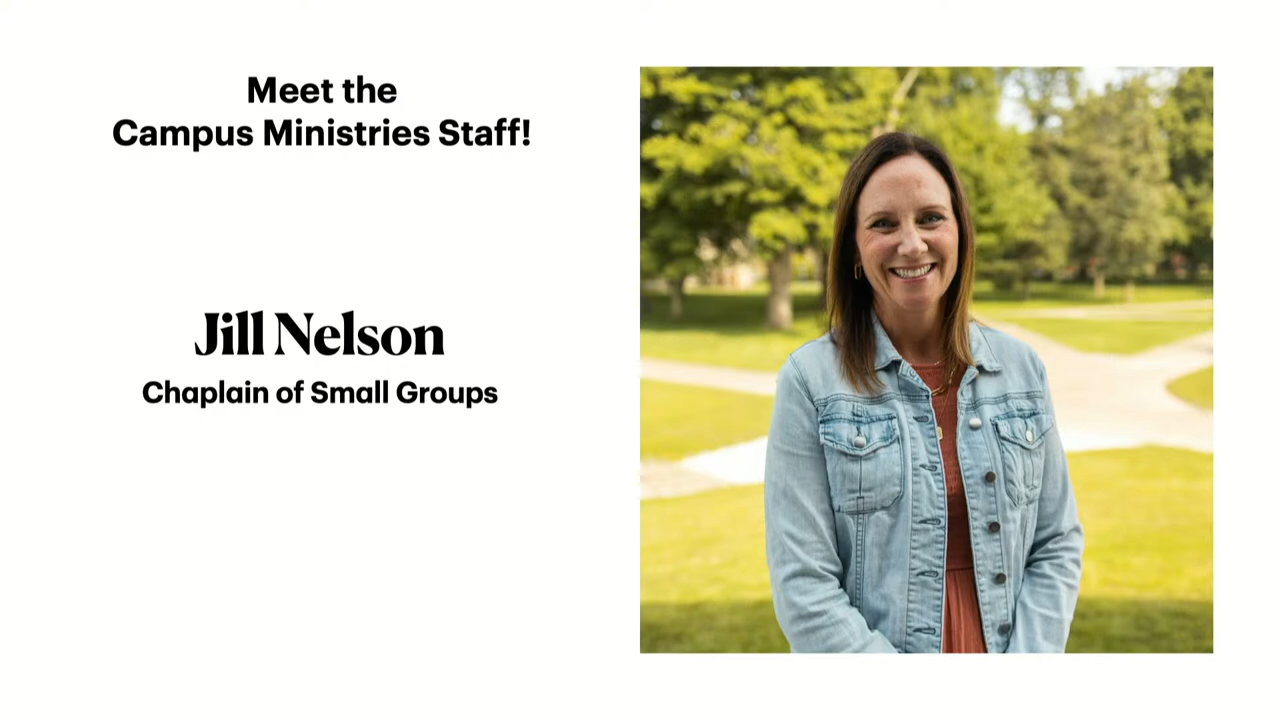 Meet the
Campus Ministries Staff!
Jill Nelson
Chaplain of Small Groups